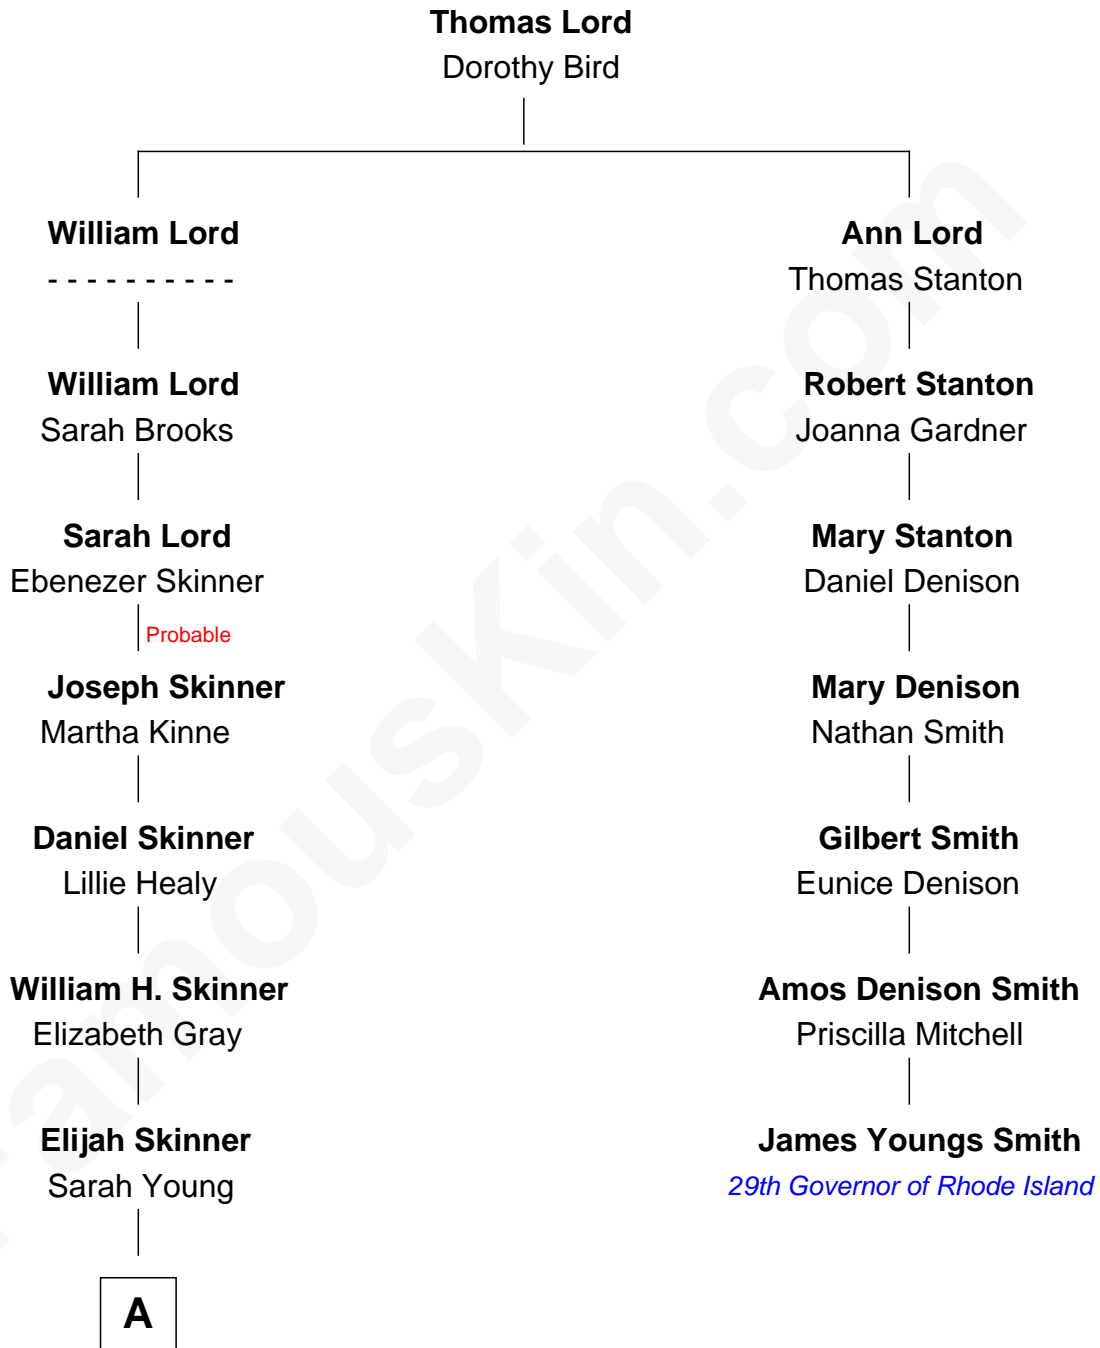 Thomas Lord
Dorothy Bird
William Lord
- - - - - - - - - -
Ann Lord
Thomas Stanton
William Lord
Sarah Brooks
Robert Stanton
Joanna Gardner
Sarah Lord
Ebenezer Skinner
Mary Stanton
Daniel Denison
Probable
Joseph Skinner
Martha Kinne
Mary Denison
Nathan Smith
Daniel Skinner
Lillie Healy
Gilbert Smith
Eunice Denison
William H. Skinner
Elizabeth Gray
Amos Denison Smith
Priscilla Mitchell
Elijah Skinner
Sarah Young
James Youngs Smith
29th Governor of Rhode Island
A
FamousKin.com